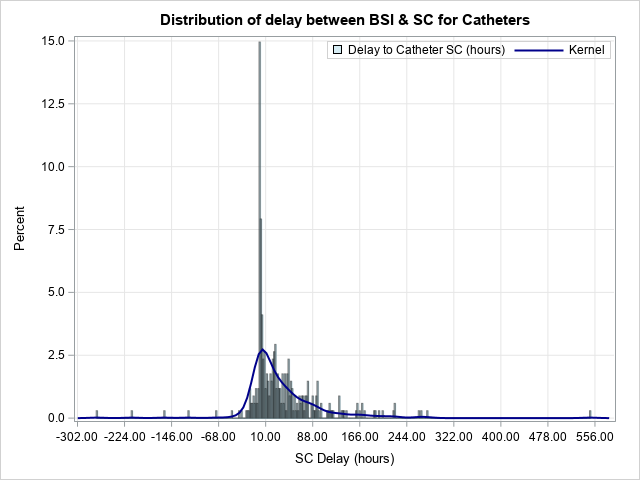 Distribution of delay between BSI & SC for Catheters
Delay to Catheter SC (hours) Kernel
15.0
12.5
10.0
7.5
5.0
2.5
0.0
Percent
-302.00 -224.00 -146.00 -68.00 10.00 88.00 166.00 244.00 322.00 400.00 478.00 556.00
SC Delay (hours)